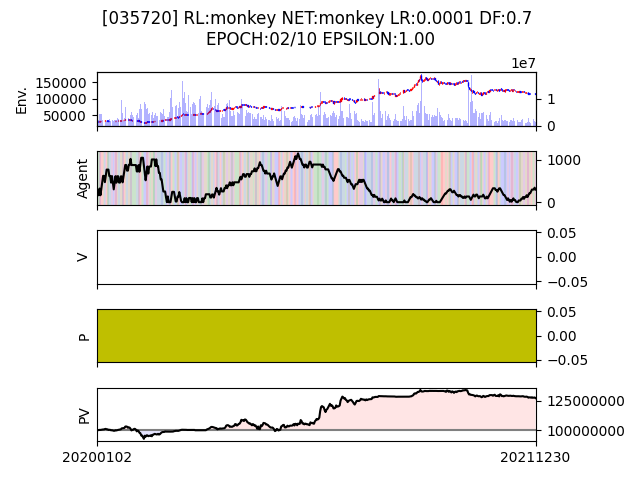 [035720] RL:monkey NET:monkey LR:0.0001 DF:0.7
EPOCH:02/10 EPSILON:1.00
1e7
Env.
150000
100000
50000
1
0
Agent
1000
0
V
0.05
0.00
−0.05
P
0.05
0.00
−0.05
PV
125000000
100000000
20200102
20211230